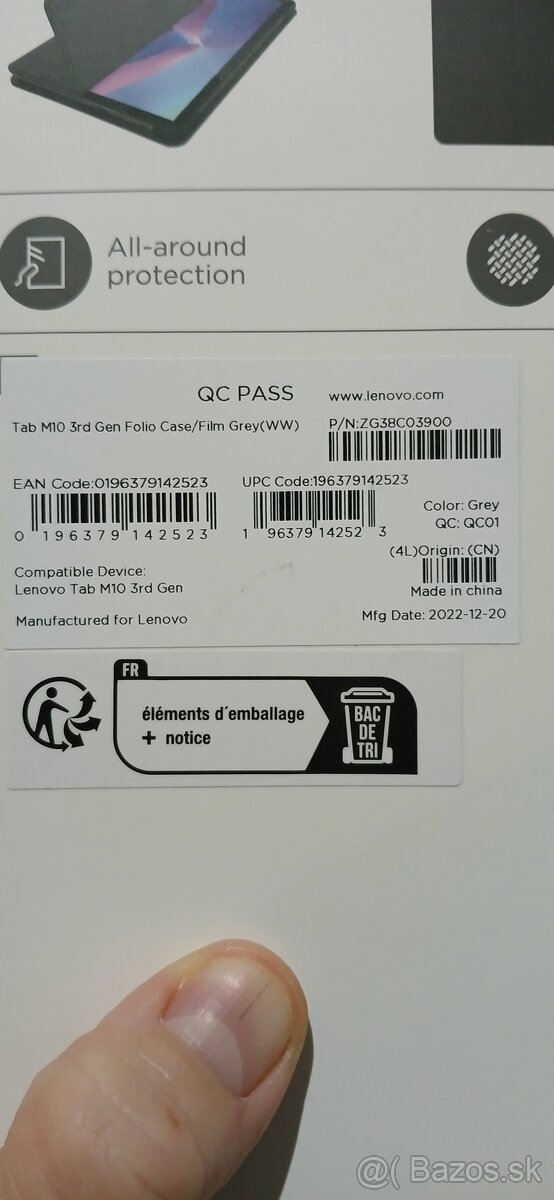 All-around
protection
QC PASS
www.lenovo.com
Tab M10 3rd Gen Folio Case/Film Grey(WW)
P/N:ZG38C03900
EAN Code:0196379142523
UPC Code:196379142523
0 196379 142523
1 96379 14252 3
Color: Grey
QC: QC01
(4L)Origin: (CN)
Compatible Device:
Lenovo Tab M10 3rd Gen
Made in china
Manufactured for Lenovo
Mfg Date: 2022-12-20
FR
éléments d'emballage
+ notice
BAC
DE
TRI
@( Bazos.sk